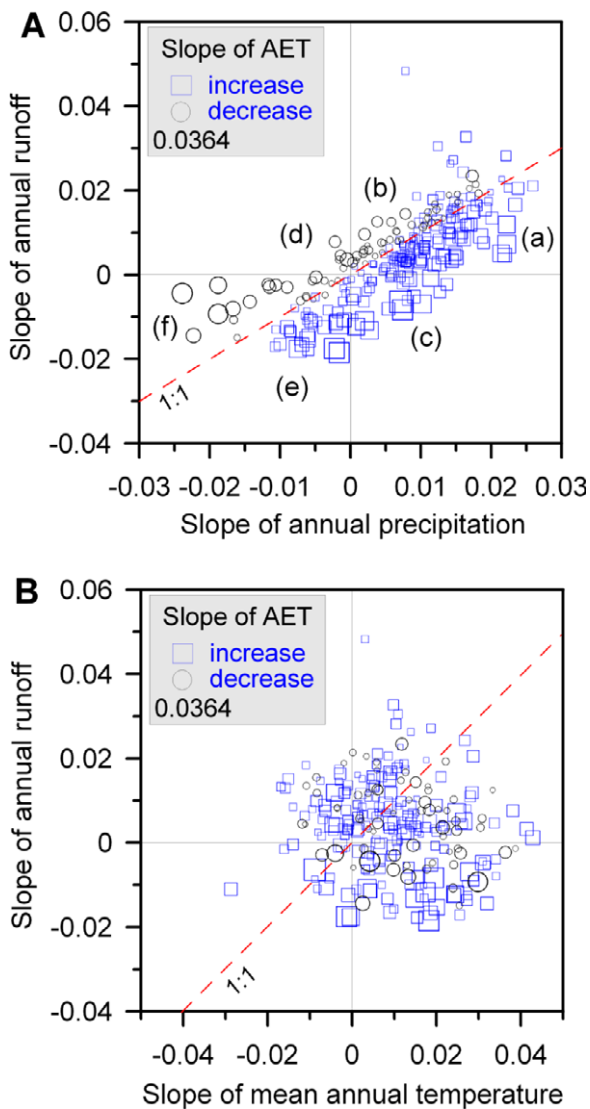 A
0.06
Slope of AET
increase
decrease
0.0364
0.04
0.02
0
-0.02
-0.04
Slope of annual runoff
(b)
(d)
(a)
(f)
(c)
(e)
1:1
-0.03 -0.02 -0.01 0 0.01 0.02 0.03
Slope of annual precipitation
B
0.06
Slope of AET
increase
decrease
0.0364
0.04
0.02
0
-0.02
-0.04
Slope of annual runoff
1:1
-0.04 -0.02 0 0.02 0.04
Slope of mean annual temperature